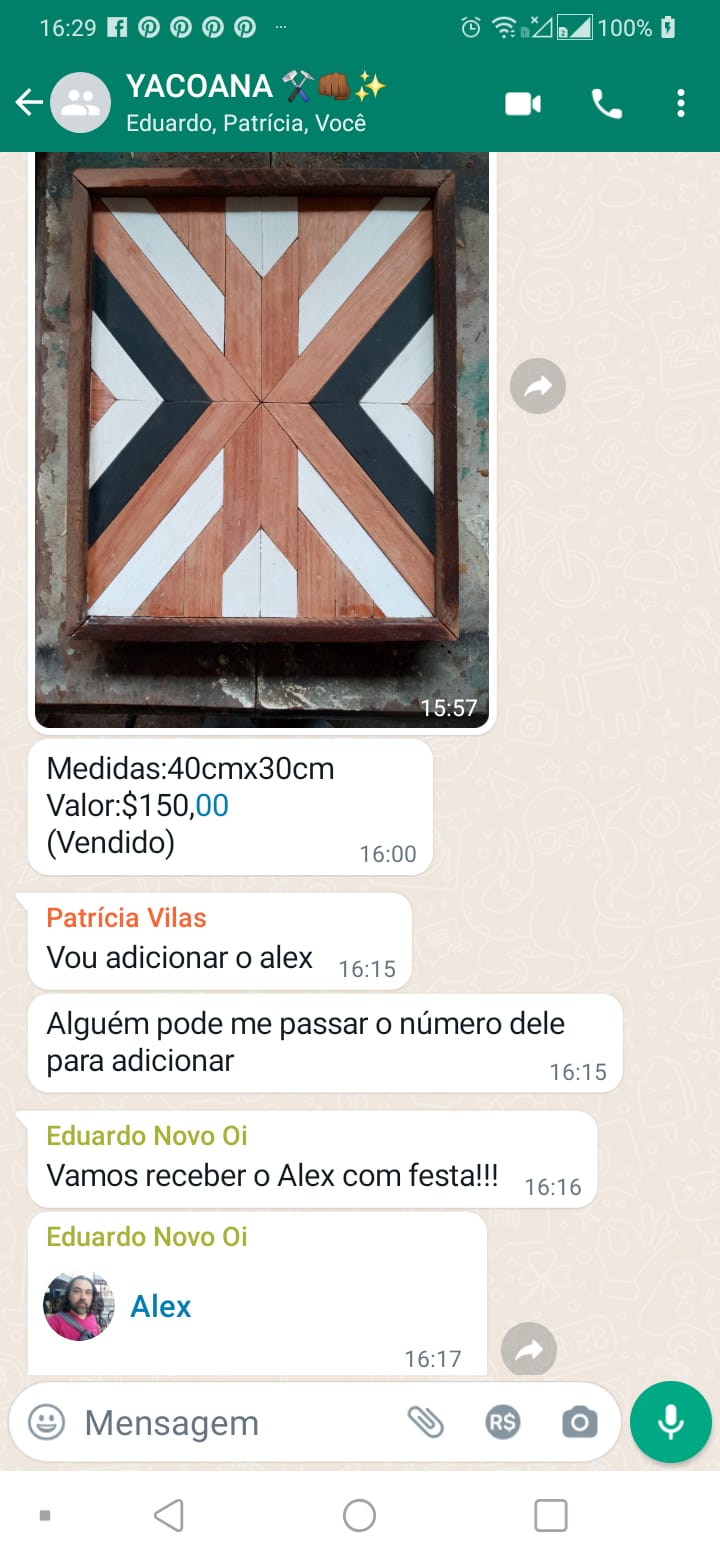 16:29
100%
YACOANA ⚒️👊🏾✨
Eduardo, Patrícia, Você
15:57
Medidas:40cmx30cm
Valor:$150,00
(Vendido)
16:00
Patrícia Vilas
Vou adicionar o alex
16:15
Alguém pode me passar o número dele
para adicionar
16:15
Eduardo Novo Oi
Vamos receber o Alex com festa!!!
16:16
Eduardo Novo Oi
Alex
16:17
Mensagem
R$